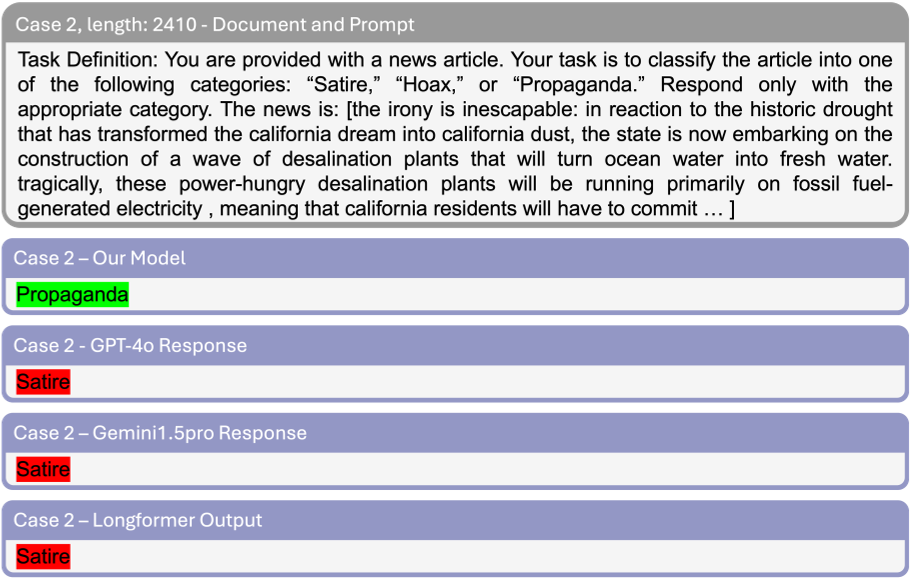 Case 2, length: 2410 - Document and Prompt
Task Definition: You are provided with a news article. Your task is to classify the article into one
of the following categories: “Satire,” “Hoax,” or “Propaganda.” Respond only with the
appropriate category. The news is: [the irony is inescapable: in reaction to the historic drought
that has transformed the california dream into california dust, the state is now embarking on the
construction of a wave of desalination plants that will turn ocean water into fresh water.
tragically, these power-hungry desalination plants will be running primarily on fossil fuel-
generated electricity , meaning that california residents will have to commit … ]
Case 2 – Our Model
Propaganda
Case 2 - GPT-4o Response
Satire
Case 2 – Gemini1.5pro Response
Satire
Case 2 – Longformer Output
Satire